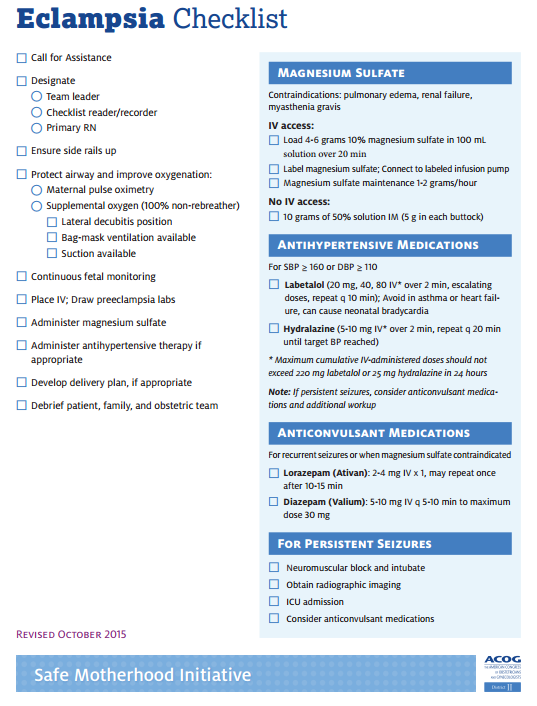 Eclampsia Checklist
Call for Assistance
Designate
Team leader
Checklist reader/recorder
Primary RN
Ensure side rails up
Protect airway and improve oxygenation:
Maternal pulse oximetry
Supplemental oxygen (100% non-rebreather)
Lateral decubitis position
Bag-mask ventilation available
Suction available
Continuous fetal monitoring
Place IV; Draw preeclampsia labs
Administer magnesium sulfate
Administer antihypertensive therapy if
appropriate
Develop delivery plan, if appropriate
Debrief patient, family, and obstetric team
MAGNESIUM SULFATE
Contraindications: pulmonary edema, renal failure,
myasthenia gravis
IV access:
Load 4-6 grams 10% magnesium sulfate in 100 mL
solution over 20 min
Label magnesium sulfate; Connect to labeled infusion pump
Magnesium sulfate maintenance 1-2 grams/hour
No IV access:
10 grams of 50% solution IM (5 g in each buttock)
ANTIHYPERTENSIVE MEDICATIONS
For SBP ≥ 160 or DBP ≥ 110
Labetalol (20 mg, 40, 80 IV* over 2 min, escalating
doses, repeat q 10 min); Avoid in asthma or heart fail-
ure, can cause neonatal bradycardia
Hydralazine (5-10 mg IV* over 2 min, repeat q 20 min
until target BP reached)
* Maximum cumulative IV-administered doses should not
exceed 220 mg labetalol or 25 mg hydralazine in 24 hours
Note: If persistent seizures, consider anticonvulsant medica-
tions and additional workup
ANTICONVULSANT MEDICATIONS
For recurrent seizures or when magnesium sulfate contraindicated
Lorazepam (Ativan): 2-4 mg IV x 1, may repeat once
after 10-15 min
Diazepam (Valium): 5-10 mg IV q 5-10 min to maximum
dose 30 mg
FOR PERSISTENT SEIZURES
Neuromuscular block and intubate
Obtain radiographic imaging
ICU admission
Consider anticonvulsant medications
REVISED OCTOBER 2015
Safe Motherhood Initiative
ACOG
THE AMERICAN CONGRESS
OF OBSTETRICIANS
AND GYNECOLOGISTS
District II